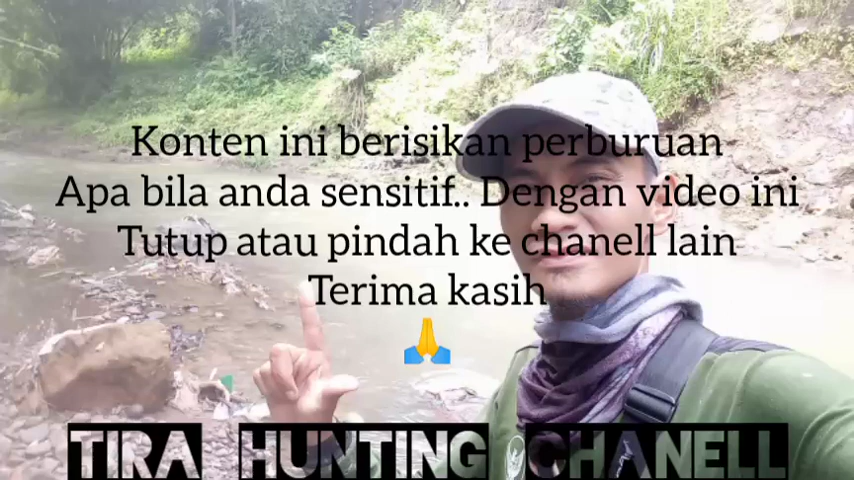 Konten ini berisikan perburuan
Apa bila anda sensitif.. Dengan video ini
Tutup atau pindah ke chanell lain
Terima kasih
🙏
TIRA HUNTING CHANELL